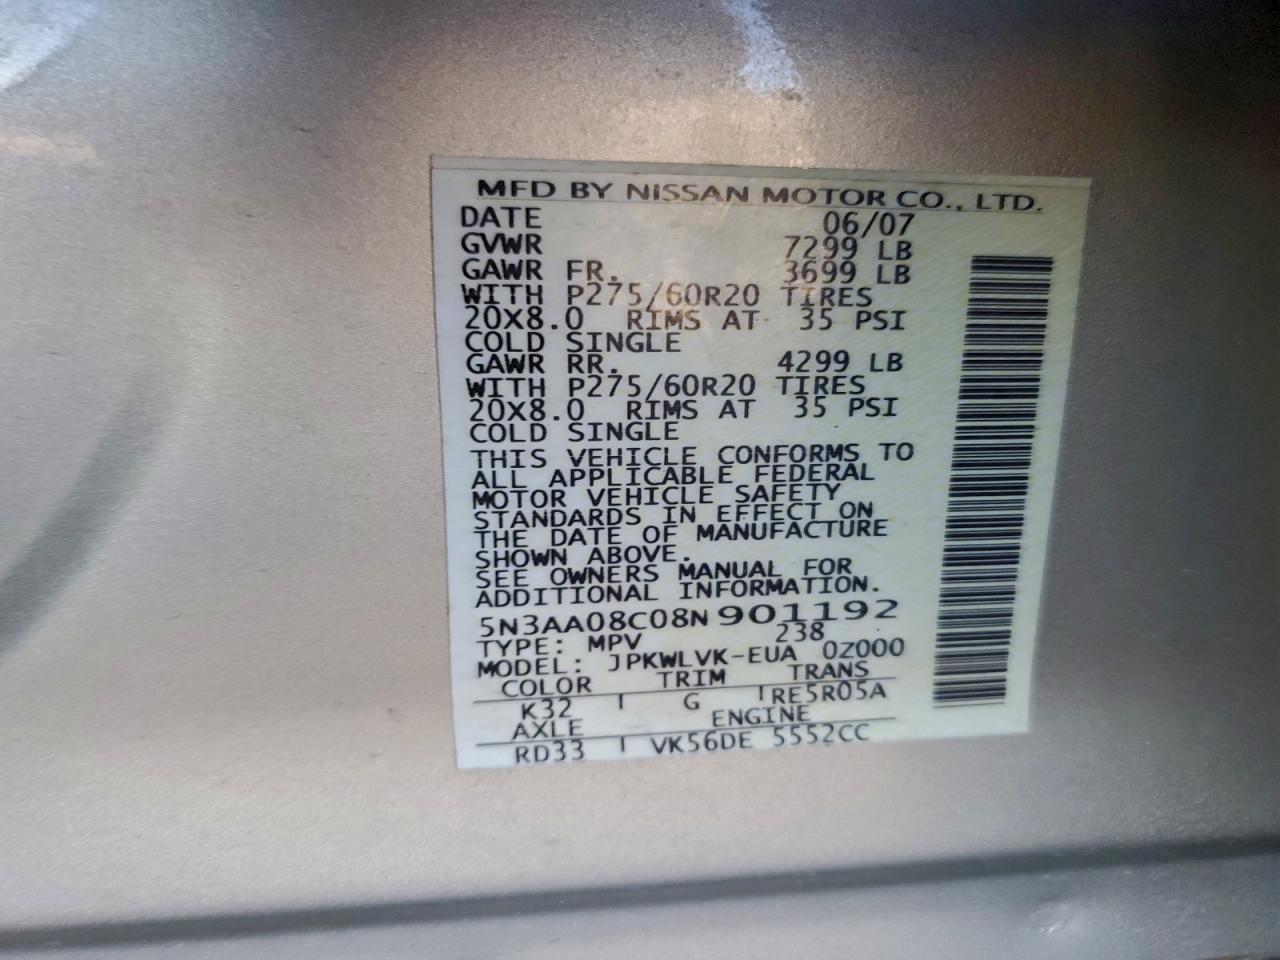 MFD BY NISSAN MOTOR CO., LTD.
DATE 06/07
GVWR 7299 LB
GAWR FR. 3699 LB
WITH P275/60R20 TIRES
20X8.0 RIMS AT 35 PSI
COLD SINGLE
GAWR RR. 4299 LB
WITH P275/60R20 TIRES
20X8.0 RIMS AT 35 PSI
COLD SINGLE
THIS VEHICLE CONFORMS TO
ALL APPLICABLE FEDERAL
MOTOR VEHICLE SAFETY
STANDARDS IN EFFECT ON
THE DATE OF MANUFACTURE
SHOWN ABOVE.
SEE OWNERS MANUAL FOR
ADDITIONAL INFORMATION.
5N3AA08C08N901192
TYPE: MPV 238
MODEL: JPKWLVK-EUA 0Z000
COLOR TRIM TRANS
K32 G RE5R05A
AXLE ENGINE
RD33 VK56DE 5552CC